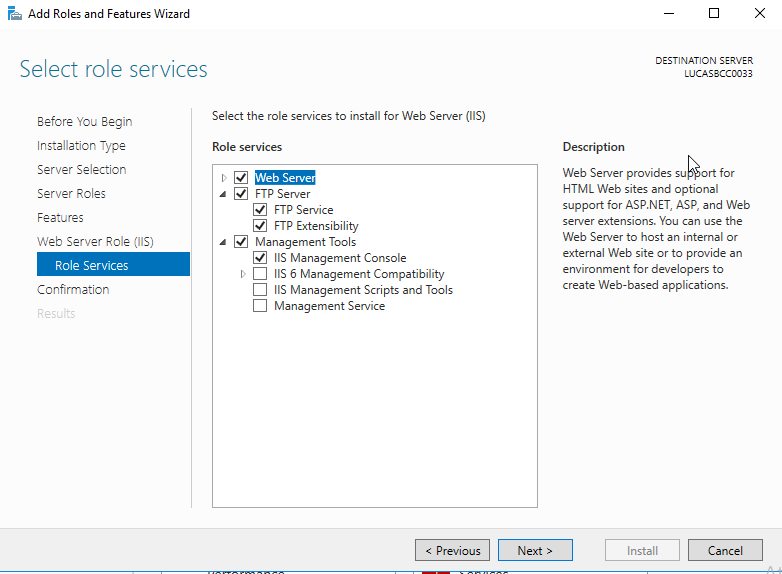 Add Roles and Features Wizard
Select role services
DESTINATION SERVER
LUCASBCC0033
Before You Begin
Installation Type
Server Selection
Server Roles
Features
Web Server Role (IIS)
Role Services
Confirmation
Results
Select the role services to install for Web Server (IIS)
Role services
Web Server
FTP Server
FTP Service
FTP Extensibility
Management Tools
IIS Management Console
IIS 6 Management Compatibility
IIS Management Scripts and Tools
Management Service
Description
Web Server provides support for
HTML Web sites and optional
support for ASP.NET, ASP, and Web
server extensions. You can use the
Web Server to host an internal or
external Web site or to provide an
environment for developers to
create Web-based applications.
< Previous
Next >
Install
Cancel